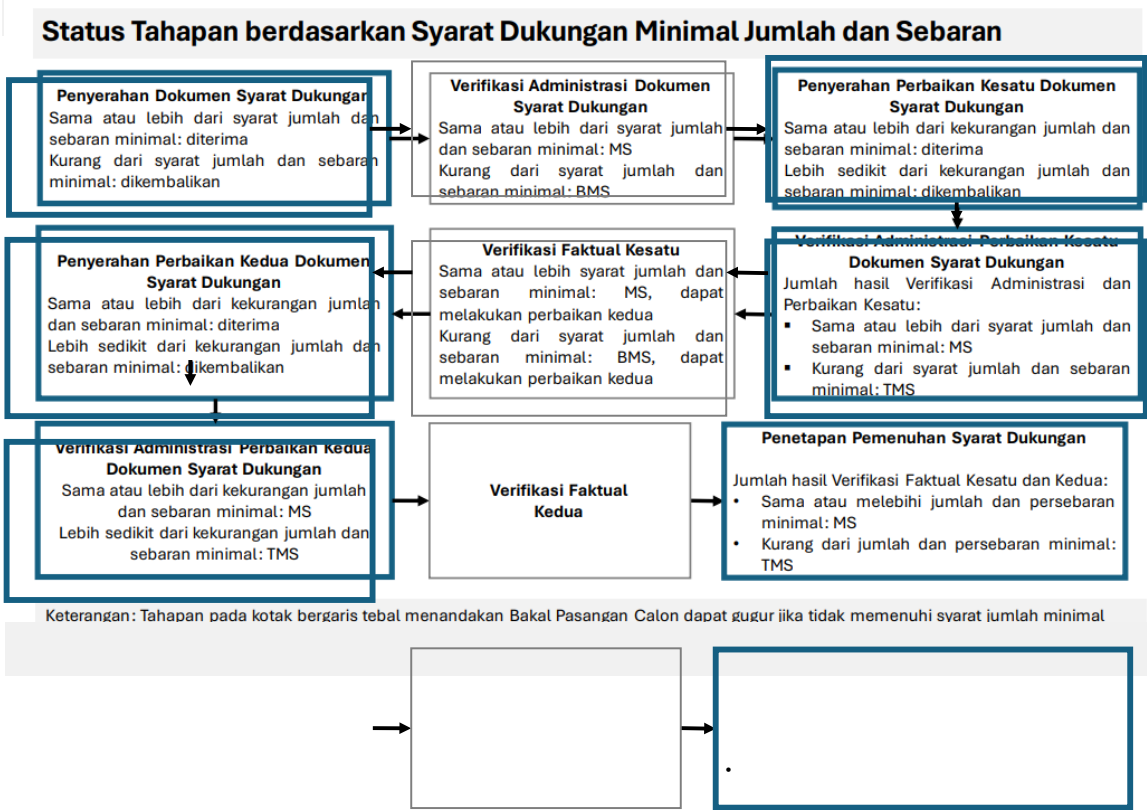 Status Tahapan berdasarkan Syarat Dukungan Minimal Jumlah dan Sebaran
Penyerahan Dokumen Syarat Dukungan
Sama atau lebih dari syarat jumlah dan
sebaran minimal: diterima
Kurang dari syarat jumlah dan sebaran
minimal: dikembalikan
Verifikasi Administrasi Dokumen
Syarat Dukungan
Sama atau lebih dari syarat jumlah
dan sebaran minimal: MS
Kurang dari syarat jumlah dan
sebaran minimal: BMS
Penyerahan Perbaikan Kesatu Dokumen
Syarat Dukungan
Sama atau lebih dari kekurangan jumlah dan
sebaran minimal: diterima
Lebih sedikit dari kekurangan jumlah dan
sebaran minimal: dikembalikan
Verifikasi Administrasi Perbaikan Kesatu
Dokumen Syarat Dukungan
Jumlah hasil Verifikasi Administrasi dan
Perbaikan Kesatu:
▪ Sama atau lebih dari syarat jumlah dan
sebaran minimal: MS
▪ Kurang dari syarat jumlah dan sebaran
minimal: TMS
Verifikasi Faktual Kesatu
Sama atau lebih syarat jumlah dan
sebaran minimal: MS, dapat
melakukan perbaikan kedua
Kurang dari syarat jumlah dan
sebaran minimal: BMS, dapat
melakukan perbaikan kedua
Penyerahan Perbaikan Kedua Dokumen
Syarat Dukungan
Sama atau lebih dari kekurangan jumlah
dan sebaran minimal: diterima
Lebih sedikit dari kekurangan jumlah dan
sebaran minimal: dikembalikan
Verifikasi Administrasi Perbaikan Kedua
Dokumen Syarat Dukungan
Sama atau lebih dari kekurangan jumlah
dan sebaran minimal: MS
Lebih sedikit dari kekurangan jumlah dan
sebaran minimal: TMS
Verifikasi Faktual
Kedua
Penetapan Pemenuhan Syarat Dukungan
Jumlah hasil Verifikasi Faktual Kesatu dan Kedua:
• Sama atau melebihi jumlah dan persebaran
minimal: MS
• Kurang dari jumlah dan persebaran minimal:
TMS
Keterangan: Tahapan pada kotak bergaris tebal menandakan Bakal Pasangan Calon dapat gugur jika tidak memenuhi syarat jumlah minimal